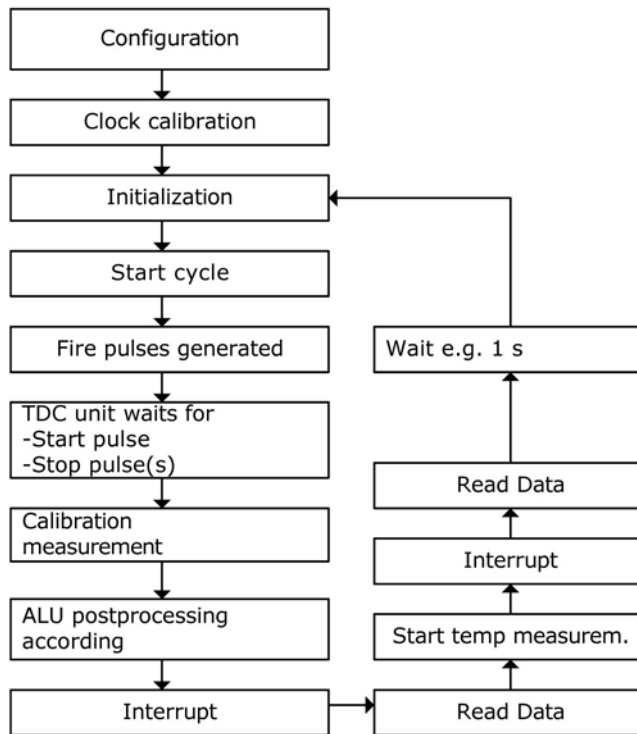 Configuration
Clock calibration
Initialization
Start cycle
Fire pulses generated
TDC unit waits for
-Start pulse
-Stop pulse(s)
Calibration
measurement
ALU postprocessing
according
Interrupt
Read Data
Start temp measurem.
Interrupt
Read Data
Wait e.g. 1 s